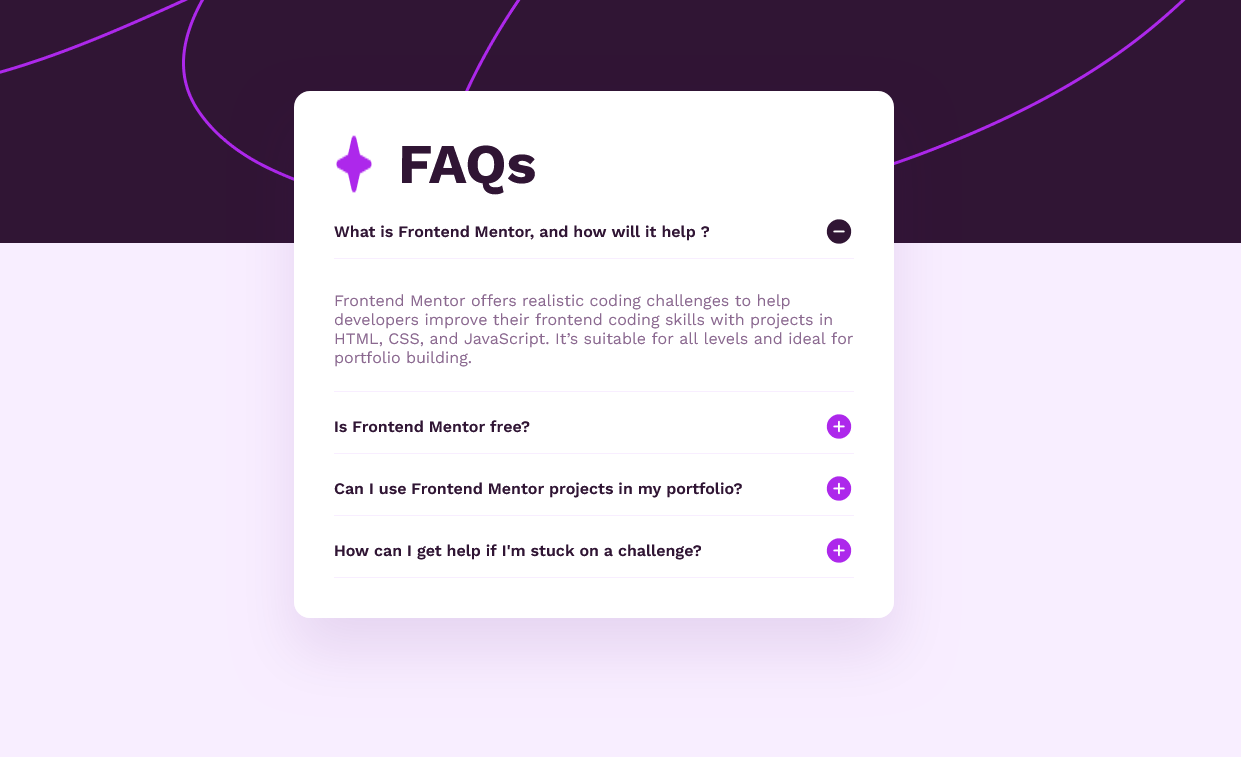 FAQs
What is Frontend Mentor, and how will it help ?
Frontend Mentor offers realistic coding challenges to help
developers improve their frontend coding skills with projects in
HTML, CSS, and JavaScript. It’s suitable for all levels and ideal for
portfolio building.
Is Frontend Mentor free?
Can I use Frontend Mentor projects in my portfolio?
How can I get help if I'm stuck on a challenge?